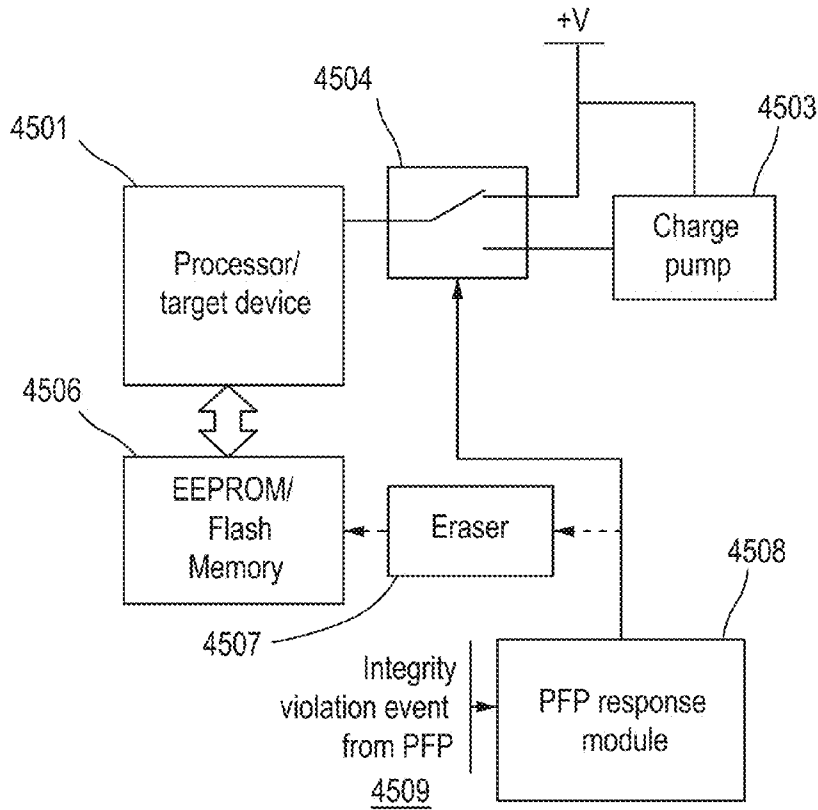 +V
4504
4503
4501
Charge
pump
Processor/
target device
4506
EEPROM/
Flash
Memory
Eraser
4508
4507
Integrity
violation event
from PFP
4509
PFP response
module